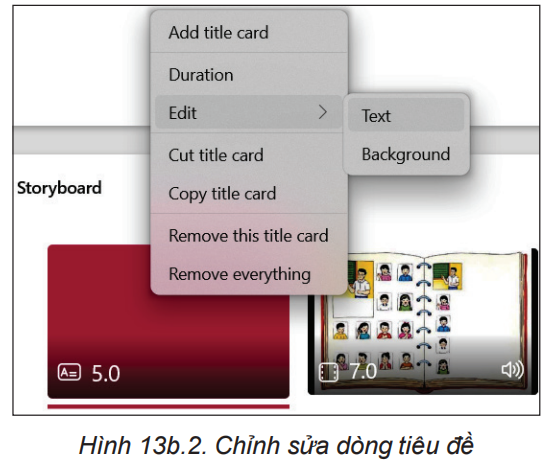 Add title card
Duration
Edit
Text
Background
Cut title card
Copy title card
Remove this title card
Remove everything
Storyboard
5.0
7.0
Hình 13b.2. Chỉnh sửa dòng tiêu đề